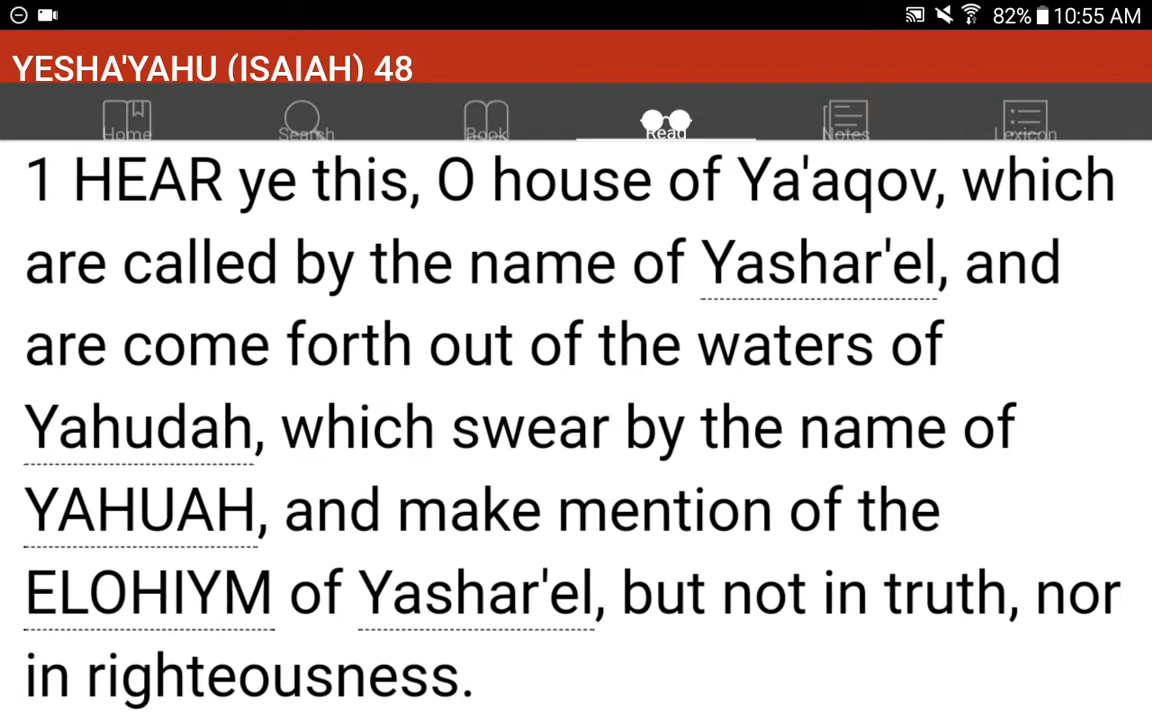 82% 10:55 AM
YESHA'YAHU (ISAIAH) 48
Home Search Book Read Notes Lexicon
1 HEAR ye this, O house of Ya'aqov, which
are called by the name of Yashar'el, and
are come forth out of the waters of
Yahudah, which swear by the name of
YAHUAH, and make mention of the
ELOHIYM of Yashar'el, but not in truth, nor
in righteousness.